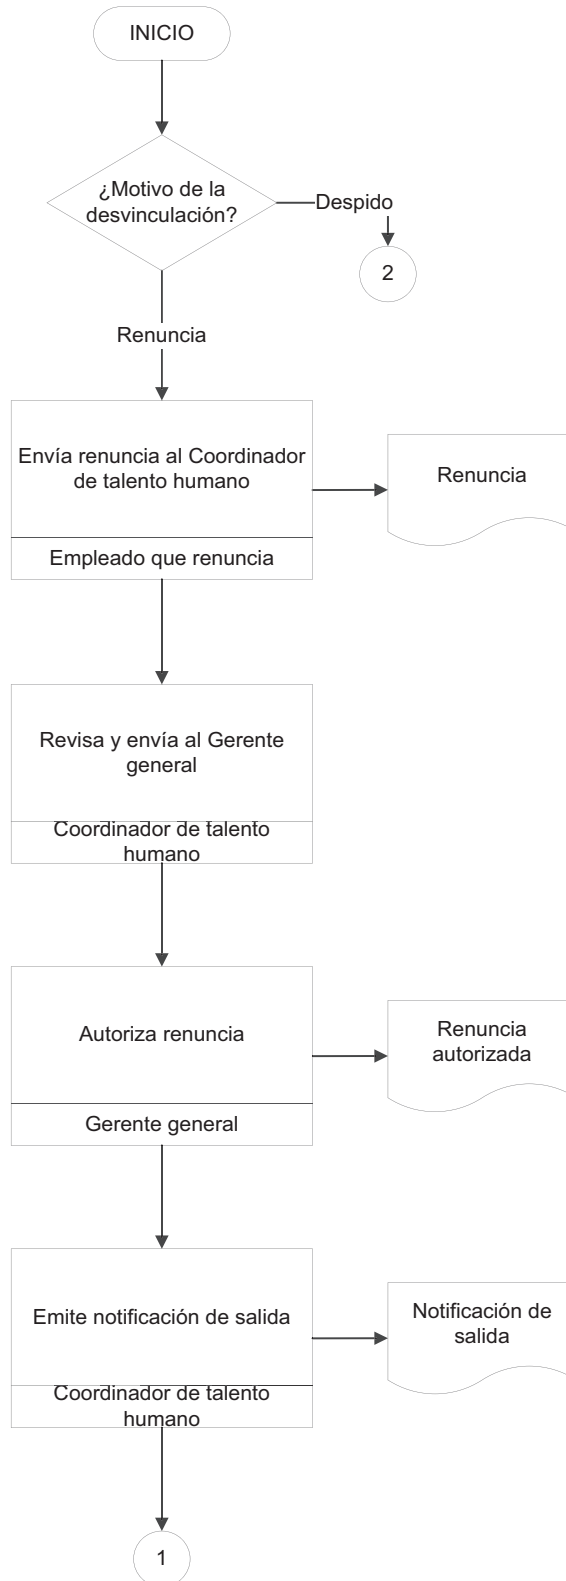 INICIO
¿Motivo de la
desvinculación?
Despido
2
Renuncia
Envía renuncia al Coordinador
de talento humano
Empleado que renuncia
Renuncia
Revisa y envía al Gerente
general
Coordinador de talento
humano
Autoriza renuncia
Gerente general
Renuncia
autorizada
Emite notificación de salida
Coordinador de talento
humano
Notificación de
salida
1